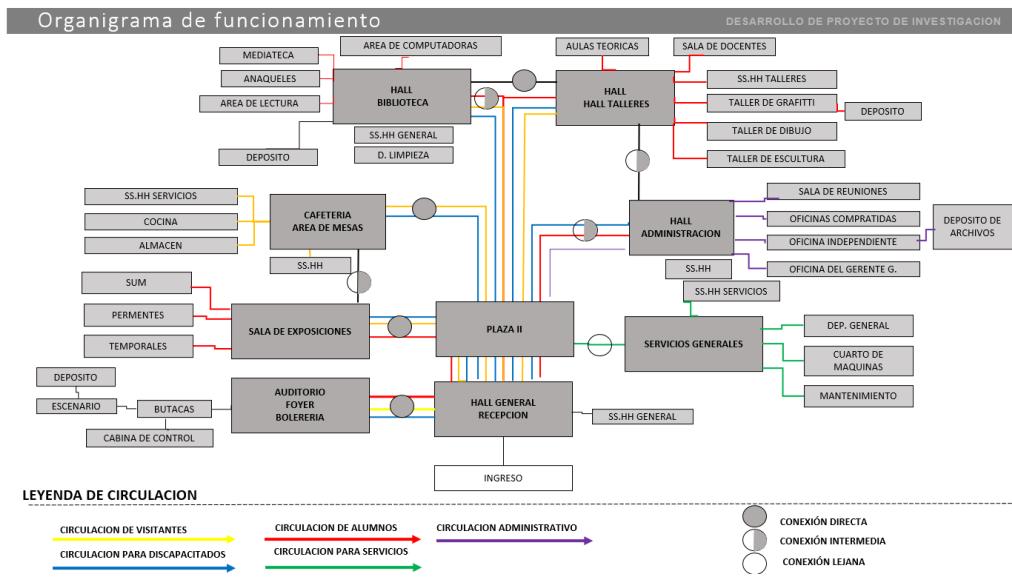 Organigrama de funcionamiento
DESARROLLO DE PROYECTO DE INVESTIGACION
AREA DE COMPUTADORAS
MEDIATECA
ANAQUELES
AREA DE LECTURA
HALL
BIBLIOTECA
DEPOSITO
SS.HH GENERAL
D. LIMPIEZA
AULAS TEORICAS
SALA DE DOCENTES
HALL
HALL TALLERES
SS.HH TALLERES
TALLER DE GRAFITTI
DEPOSITO
TALLER DE DIBUJO
TALLER DE ESCULTURA
SS.HH SERVICIOS
COCINA
ALMACEN
CAFETERIA
AREA DE MESAS
SS.HH
HALL
ADMINISTRACION
SALA DE REUNIONES
OFICINAS COMPRATIDAS
OFICINA INDEPENDIENTE
DEPOSITO DE
ARCHIVOS
OFICINA DEL GERENTE G.
SS.HH
SS.HH SERVICIOS
SUM
PERMENTES
TEMPORALES
SALA DE EXPOSICIONES
PLAZA II
SERVICIOS GENERALES
DEP. GENERAL
CUARTO DE
MAQUINAS
MANTENIMIENTO
DEPOSITO
ESCENARIO
BUTACAS
CABINA DE CONTROL
AUDITORIO
FOYER
BOLERERIA
HALL GENERAL
RECEPCION
SS.HH GENERAL
INGRESO
LEYENDA DE CIRCULACION
CIRCULACION DE VISITANTES
CIRCULACION DE ALUMNOS
CIRCULACION ADMINISTRATIVO
CIRCULACION PARA DISCAPACITADOS
CIRCULACION PARA SERVICIOS
CONEXIÓN DIRECTA
CONEXIÓN INTERMEDIA
CONEXIÓN LEJANA